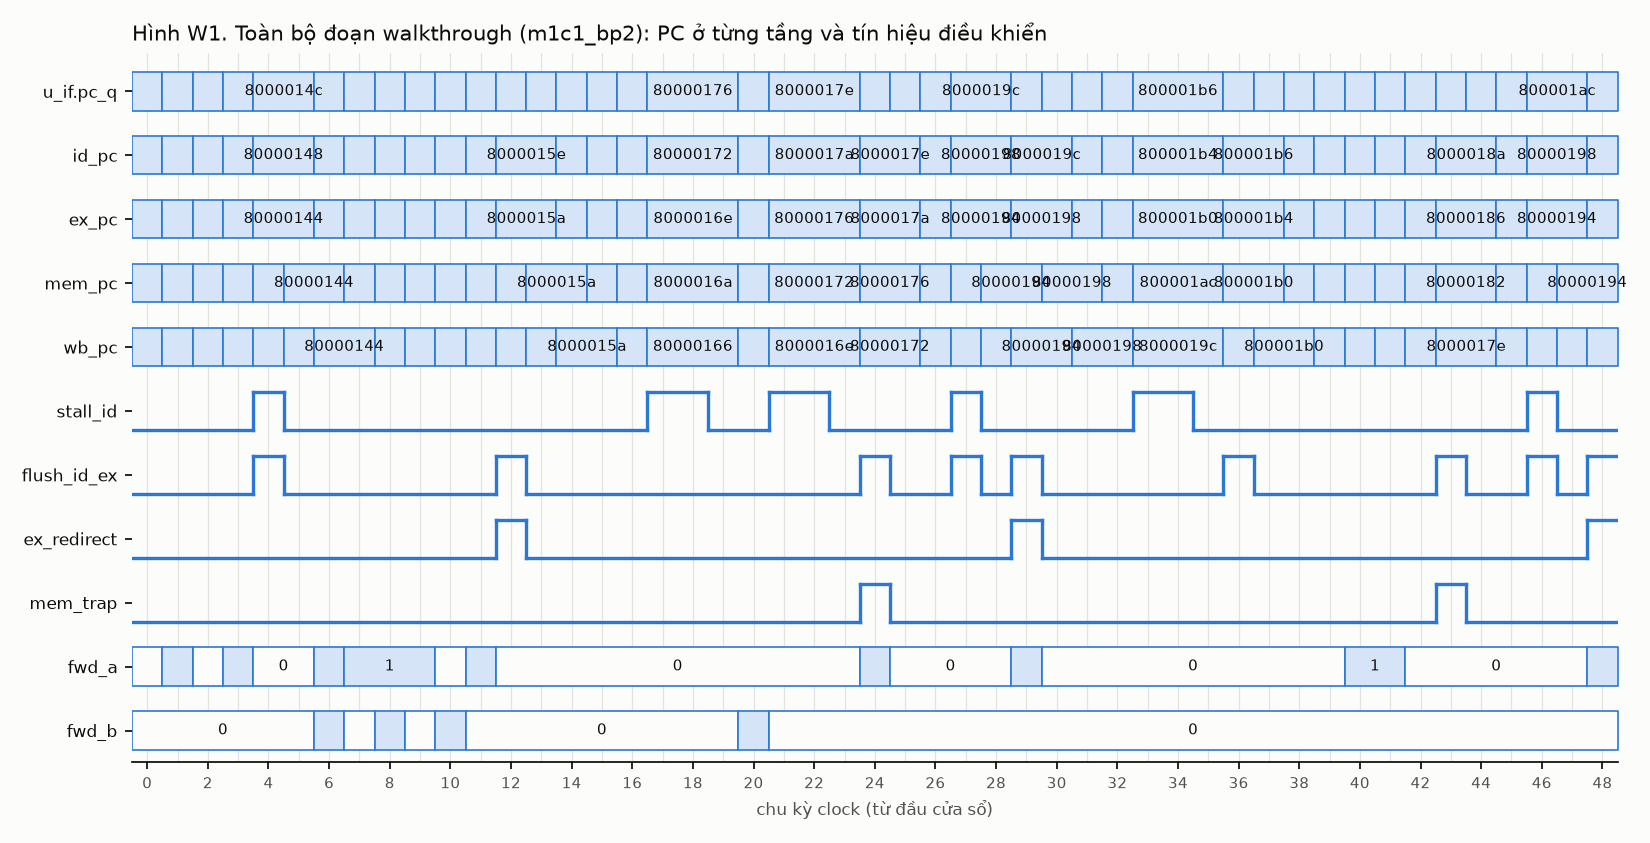 Hình W1. Toàn bộ đoạn walkthrough (m1c1_bp2): PC ở từng tầng và tín hiệu điều khiển
u_if.pc_q 8000014c 80000176 8000017e 8000019c 800001b6 800001ac
id_pc 80000148 8000015e 80000172 8000017a 8000017e 80000198 8000019c 800001b4 800001b6 8000018a 80000198
ex_pc 80000144 8000015a 8000016e 80000176 8000017a 80000194 80000198 800001b0 800001b4 80000186 80000194
mem_pc 80000144 8000015a 8000016a 80000172 80000176 80000194 80000198 800001ac 800001b0 80000182 80000194
wb_pc 80000144 8000015a 80000166 8000016e 80000172 80000194 80000198 8000019c 800001b0 8000017e
stall_id
flush_id_ex
ex_redirect
mem_trap
fwd_a 0 1 0 0 0 1 0
fwd_b 0 0 0
0 2 4 6 8 10 12 14 16 18 20 22 24 26 28 30 32 34 36 38 40 42 44 46 48
chu kỳ clock (từ đầu cửa sổ)